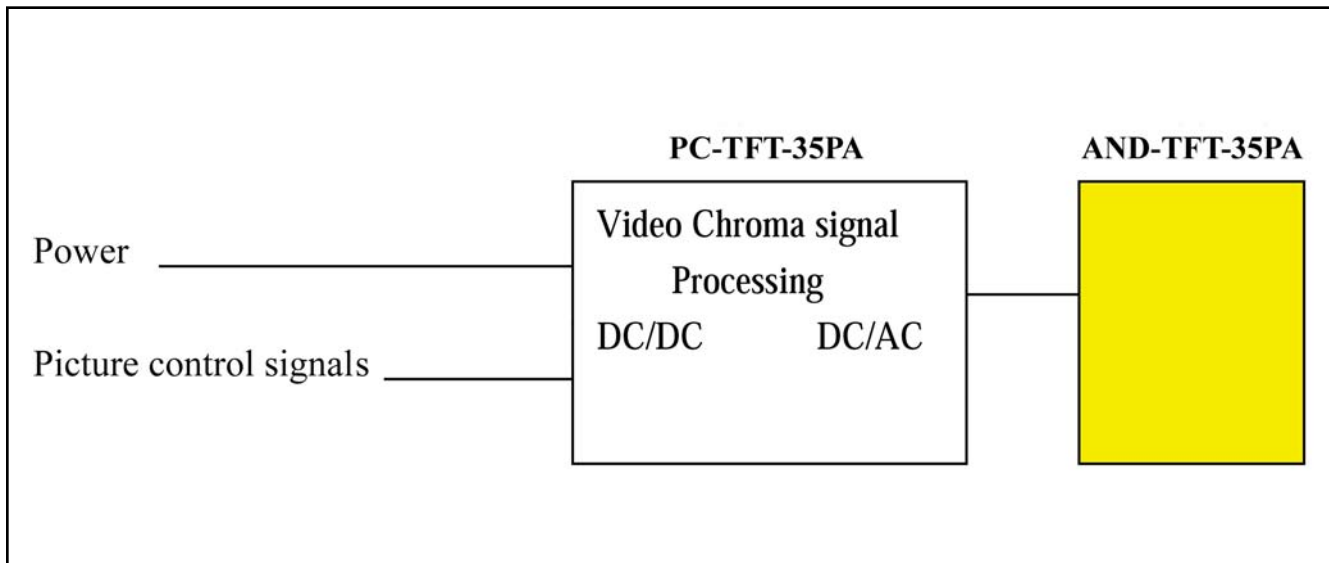 PC-TFT-35PA
AND-TFT-35PA
Video Chroma signal
Processing
DC/DC DC/AC
Power
Picture control signals